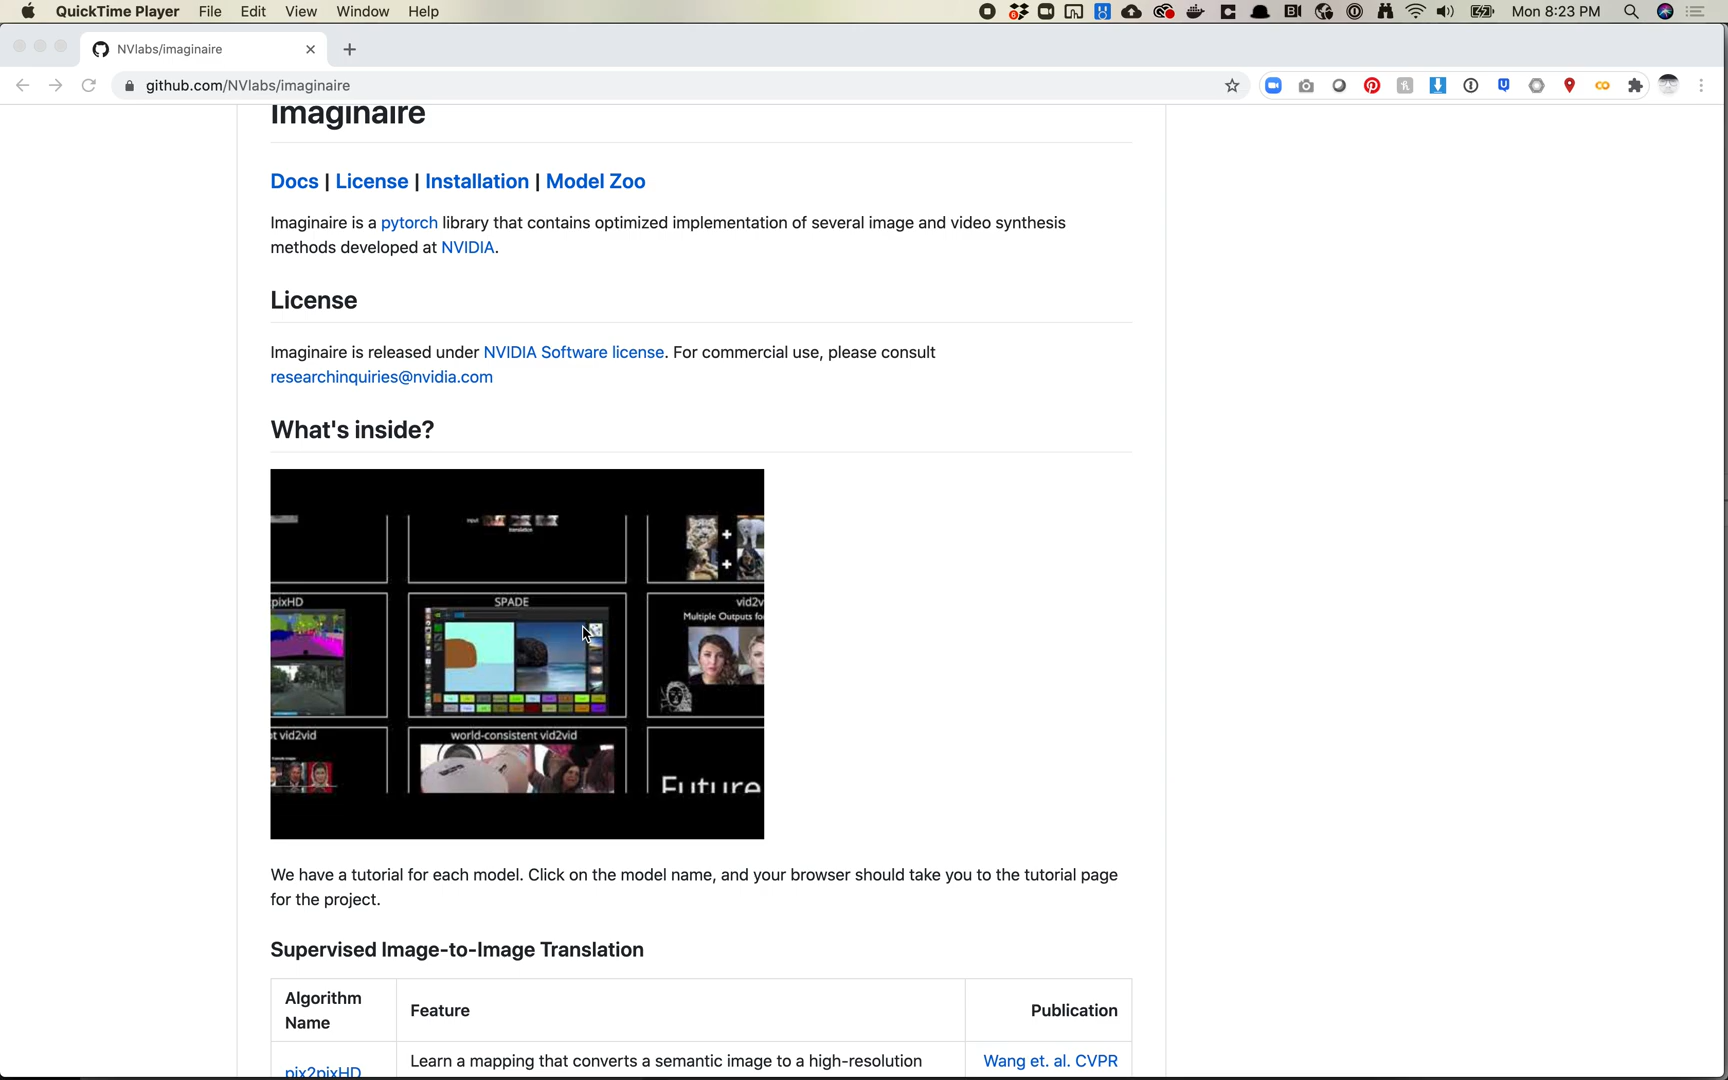 QuickTime Player File Edit View Window Help Mon 8:23 PM
NVlabs/imaginaire
github.com/NVlabs/imaginaire
Imaginaire
Docs | License | Installation | Model Zoo
Imaginaire is a pytorch library that contains optimized implementation of several image and video synthesis
methods developed at NVIDIA.
License
Imaginaire is released under NVIDIA Software license. For commercial use, please consult
researchinquiries@nvidia.com
What's inside?
input
translation
pixHD SPADE vid2v
Multiple Outputs fo
t vid2vid world-consistent vid2vid
Future
We have a tutorial for each model. Click on the model name, and your browser should take you to the tutorial page
for the project.
Supervised Image-to-Image Translation
Algorithm
Name
Feature
Publication
pix2pixHD
Learn a mapping that converts a semantic image to a high-resolution
Wang et. al. CVPR